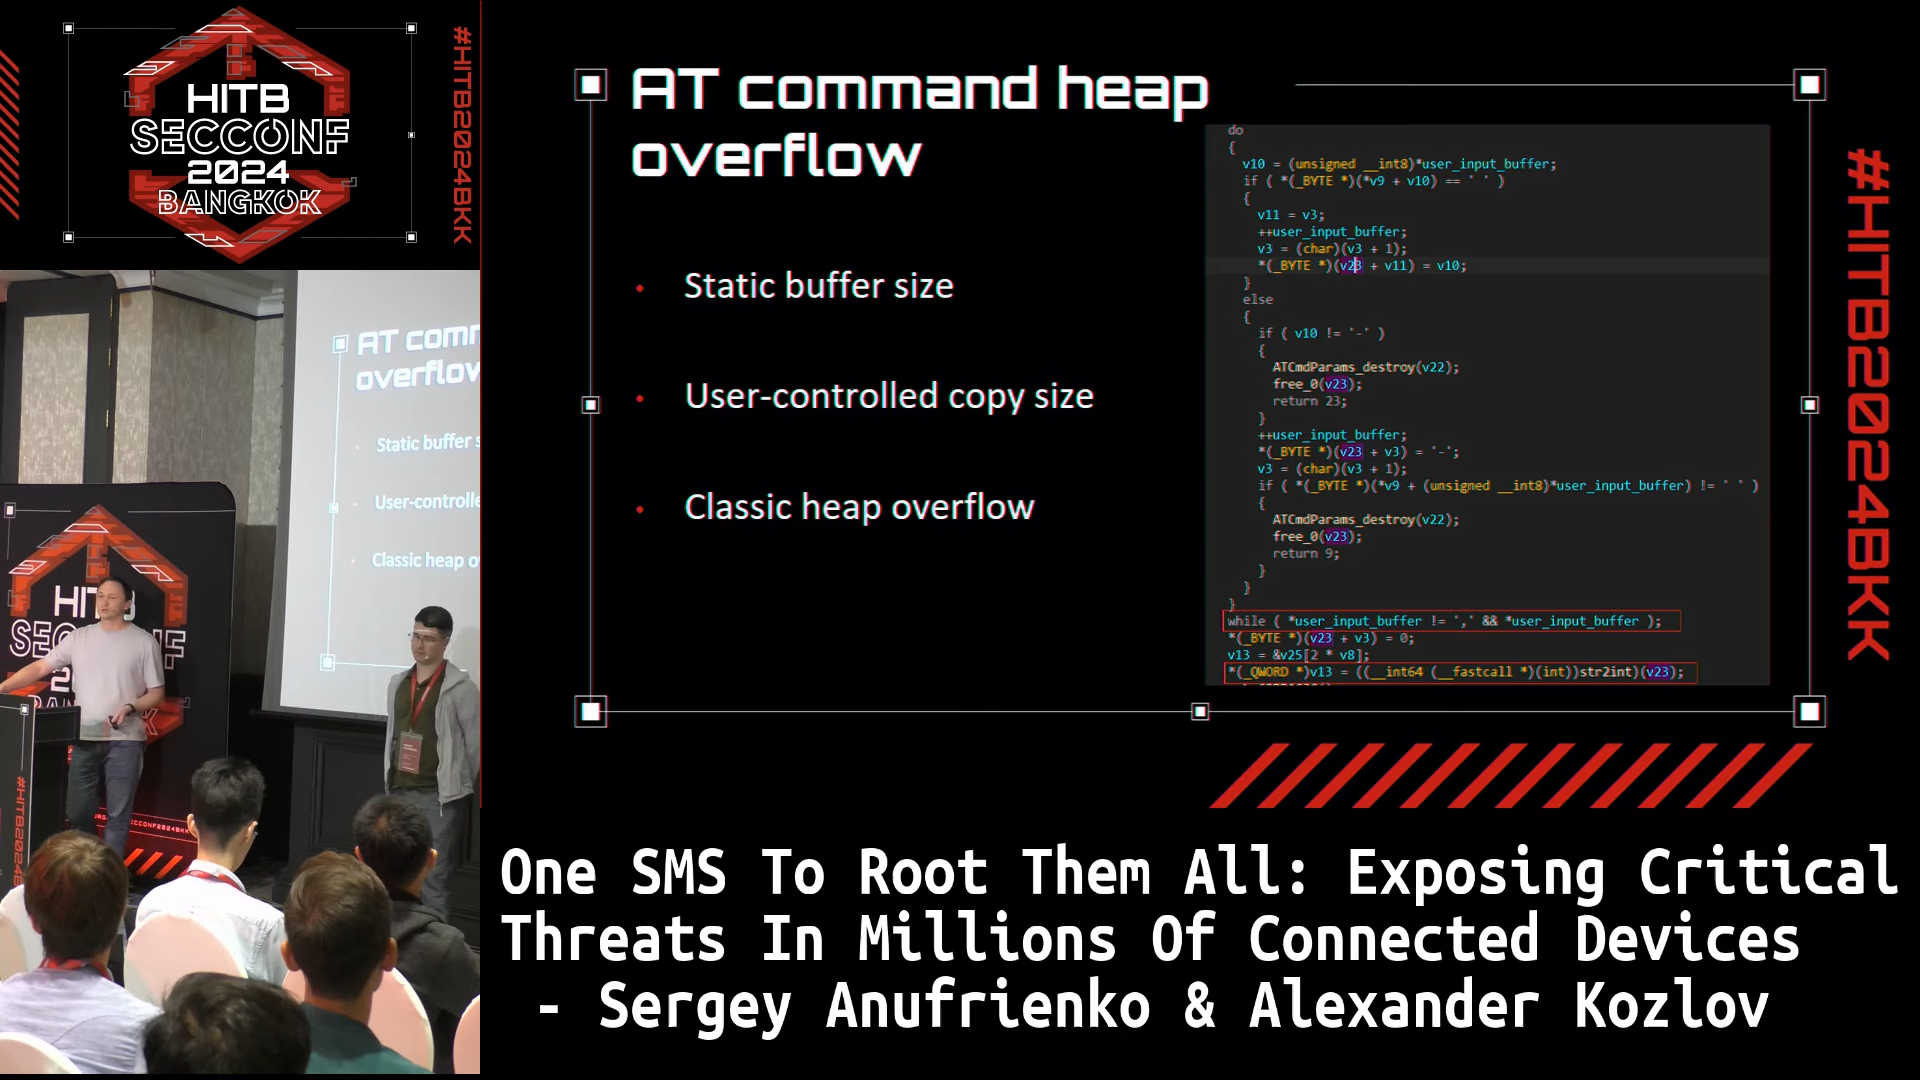 HITB
SECCONF
2024
BANGKOK
#HITB2024BKK
AT command heap
overflow
• Static buffer size
• User-controlled copy size
• Classic heap overflow
do
{
v10 = (unsigned __int8)*user_input_buffer;
if ( *(_BYTE *)(*v9 + v10) == ' ' )
{
v11 = v3;
++user_input_buffer;
v3 = (char)(v3 + 1);
*(_BYTE *)(v23 + v11) = v10;
}
else
{
if ( v10 != '-' )
{
ATCmdParams_destroy(v22);
free_0(v23);
return 23;
}
++user_input_buffer;
*(_BYTE *)(v23 + v3) = '-';
v3 = (char)(v3 + 1);
if ( *(_BYTE *)(*v9 + (unsigned __int8)*user_input_buffer) != ' ' )
{
ATCmdParams_destroy(v22);
free_0(v23);
return 9;
}
}
}
while ( *user_input_buffer != ',' && *user_input_buffer );
*(_BYTE *)(v23 + v3) = 0;
v13 = &v25[2 * v8];
*(_QWORD *)v13 = ((__int64 (__fastcall *)(int))str2int)(v23);
#HITB2024BKK
AT comm
overflow
Static buffer s
User-controlle
Classic heap o
HITB
#HITB2024BK
SECCONF2024BKK
One SMS To Root Them All: Exposing Critical
Threats In Millions Of Connected Devices
- Sergey Anufrienko & Alexander Kozlov